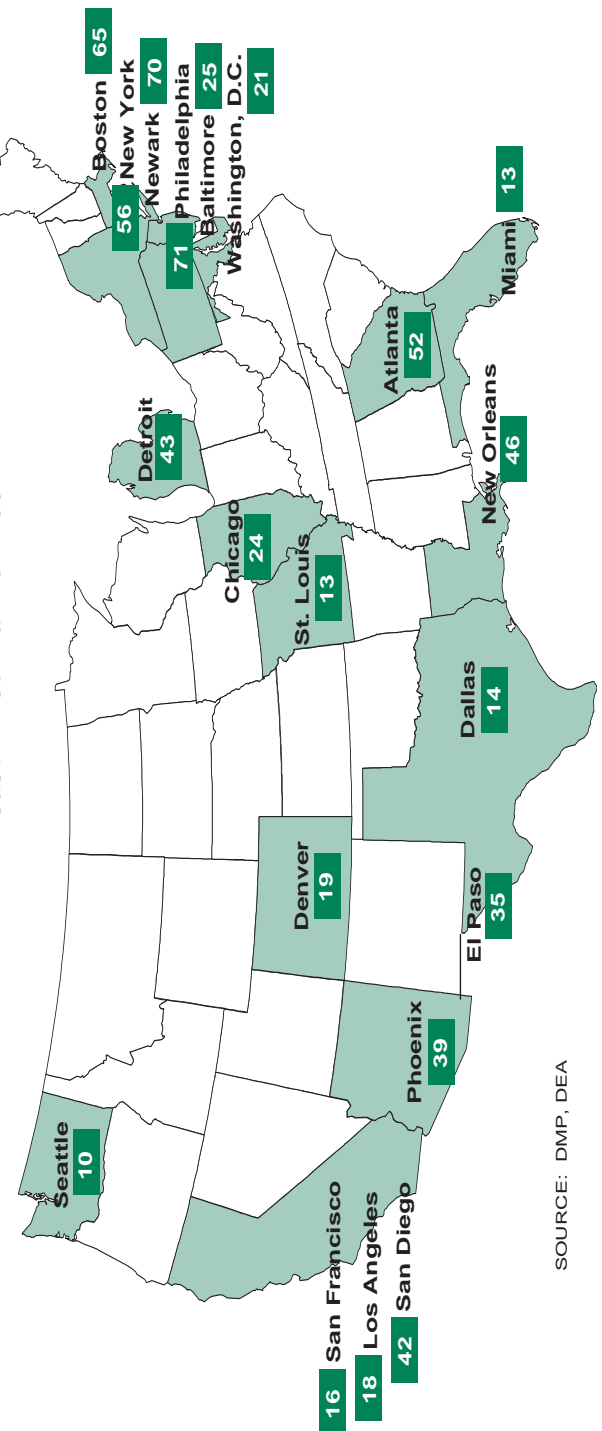 Seattle
10
San Francisco
16
Los Angeles
18
San Diego
42
Phoenix
39
Denver
19
El Paso
35
Dallas
14
St. Louis
13
Chicago
24
Detroit
43
New Orleans
46
Atlanta
52
Miami
13
Boston
65
New York
56
Newark
70
Philadelphia
71
Baltimore
25
Washington, D.C.
21
SOURCE: DMP, DEA